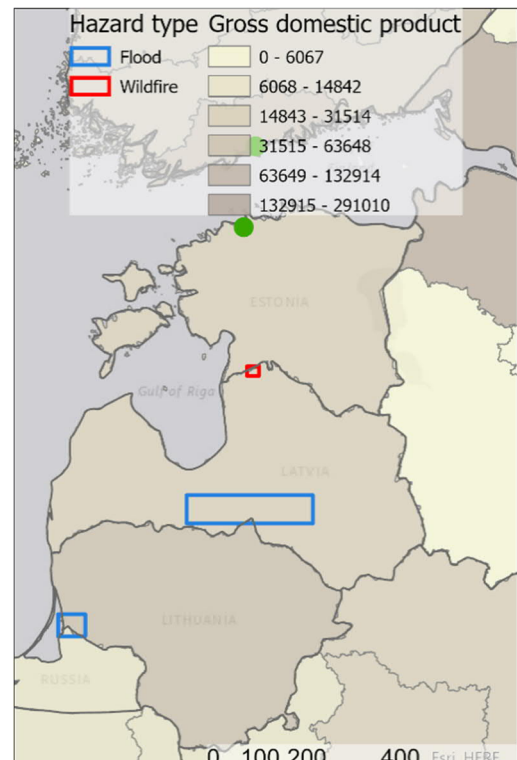 Hazard type Gross domestic product
Flood 0 - 6067
Wildfire 6068 - 14842
14843 - 31514
31515 - 63648
63649 - 132914
132915 - 291010
ESTONIA
Gulf of Riga
LATVIA
LITHUANIA
RUSSIA
0 100 200 400 Esri, HERE